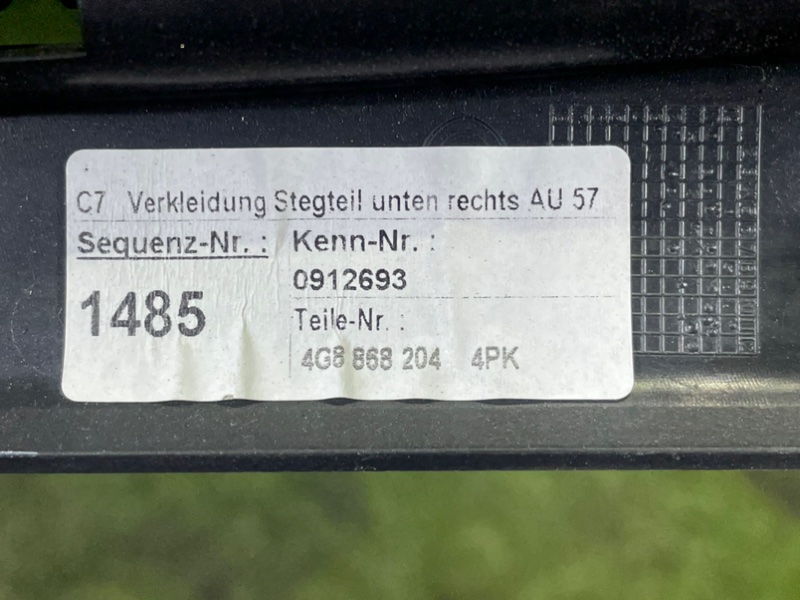 C7 Verkleidung Stegteil unten rechts AU 57
Sequenz-Nr. :
Kenn-Nr. :
0912693
1485
Teile-Nr. :
4G8 868 204 4PK